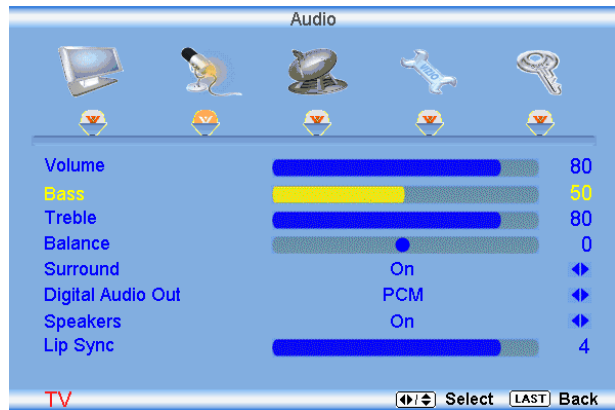 Audio
VIZIO
Volume 80
Bass 50
Treble 80
Balance 0
Surround On
Digital Audio Out PCM
Speakers On
Lip Sync 4
TV Select LAST Back